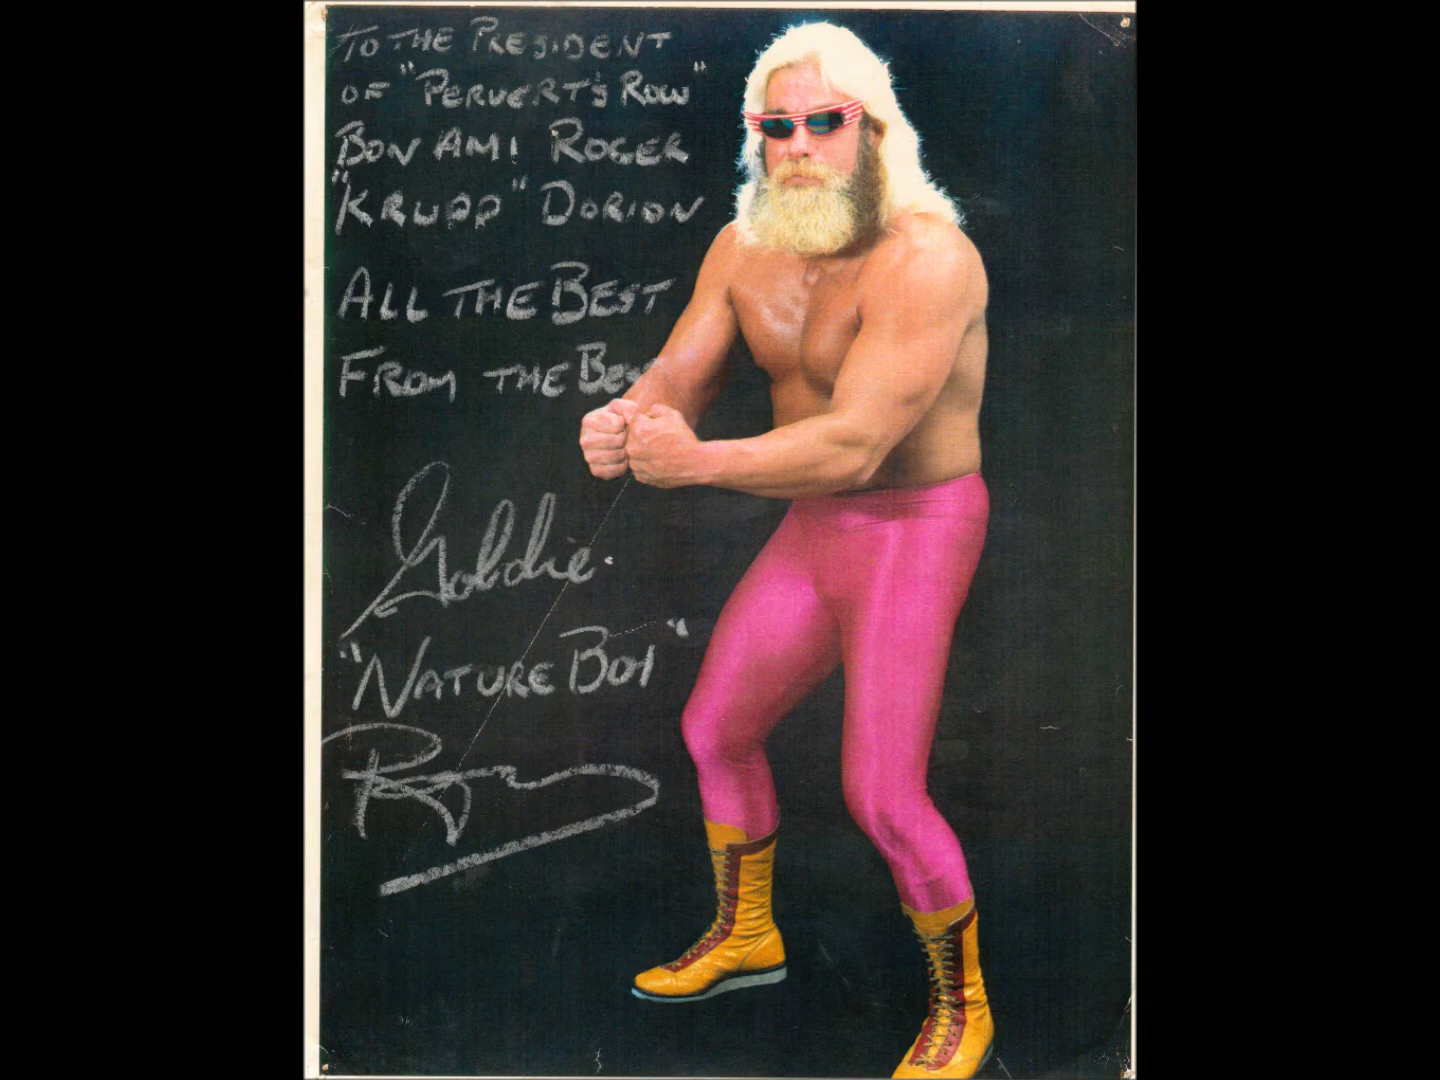 TO THE PRESIDENT
OF "PERVERT'S ROW"
BON AMI ROGER
"KRUPP" DORION
ALL THE BEST
FROM THE BEST
Goldie
"NATURE BOY"